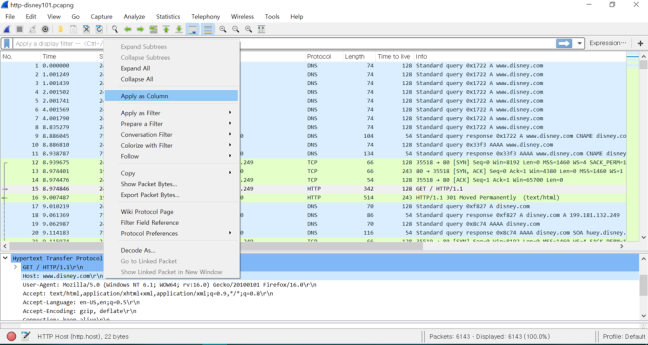 http-disney101.pcapng
File Edit View Go Capture Analyze Statistics Telephony Wireless Tools Help
Apply a display filter ... <Ctrl-/> Expression... +
No. Time Protocol Length Time to live Info
1 0.000000 DNS 74 128 Standard query 0x1722 A www.disney.com
2 1.001249 DNS 74 128 Standard query 0x1722 A www.disney.com
3 1.001439 DNS 74 128 Standard query 0x1722 A www.disney.com
4 2.001502 DNS 74 128 Standard query 0x1722 A www.disney.com
5 2.001741 DNS 74 128 Standard query 0x1722 A www.disney.com
6 4.001569 DNS 74 128 Standard query 0x1722 A www.disney.com
7 4.001790 DNS 74 128 Standard query 0x1722 A www.disney.com
8 8.835279 DNS 74 128 Standard query 0x1722 A www.disney.com
9 8.886045 DNS 104 54 Standard query response 0x1722 A www.disney.com CNAME disney.co
10 8.886810 DNS 74 128 Standard query 0x33f3 AAAA www.disney.com
11 8.938787 DNS 134 54 Standard query response 0x33f3 AAAA www.disney.com CNAME disney
12 8.939675 .249 TCP 66 128 35518 → 80 [SYN] Seq=0 Win=8192 Len=0 MSS=1460 WS=4 SACK_PERM=1
13 8.974401 TCP 66 243 80 → 35518 [SYN, ACK] Seq=0 Ack=1 Win=4380 Len=0 MSS=1460 WS=1
14 8.974476 .249 TCP 54 128 35518 → 80 [ACK] Seq=1 Ack=1 Win=65700 Len=0
15 8.974846 .249 HTTP 342 128 GET / HTTP/1.1
16 9.007514 HTTP 514 243 HTTP/1.1 301 Moved Permanently (text/html)
17 9.010219 DNS 70 128 Standard query 0xf827 A disney.com
18 9.061369 DNS 86 54 Standard query response 0xf827 A disney.com A 199.181.132.249
19 9.062987 DNS 70 128 Standard query 0x8c74 AAAA disney.com
20 9.114183 DNS 116 54 Standard query response 0x8c74 AAAA disney.com SOA huey.disney.
Expand Subtrees
Collapse Subtrees
Expand All
Collapse All
Apply as Column
Apply as Filter
Prepare a Filter
Conversation Filter
Colorize with Filter
Follow
Copy
Show Packet Bytes...
Export Packet Bytes...
Wiki Protocol Page
Filter Field Reference
Protocol Preferences
Decode As...
Go to Linked Packet
Show Linked Packet in New Window
Hypertext Transfer Protocol
GET / HTTP/1.1\r\n
Host: www.disney.com\r\n
User-Agent: Mozilla/5.0 (Windows NT 6.1; WOW64; rv:16.0) Gecko/20100101 Firefox/16.0\r\n
Accept: text/html,application/xhtml+xml,application/xml;q=0.9,*/*;q=0.8\r\n
Accept-Language: en-US,en;q=0.5\r\n
Accept-Encoding: gzip, deflate\r\n
HTTP Host (http.host), 22 bytes Packets: 6143 · Displayed: 6143 (100.0%) Profile: Default